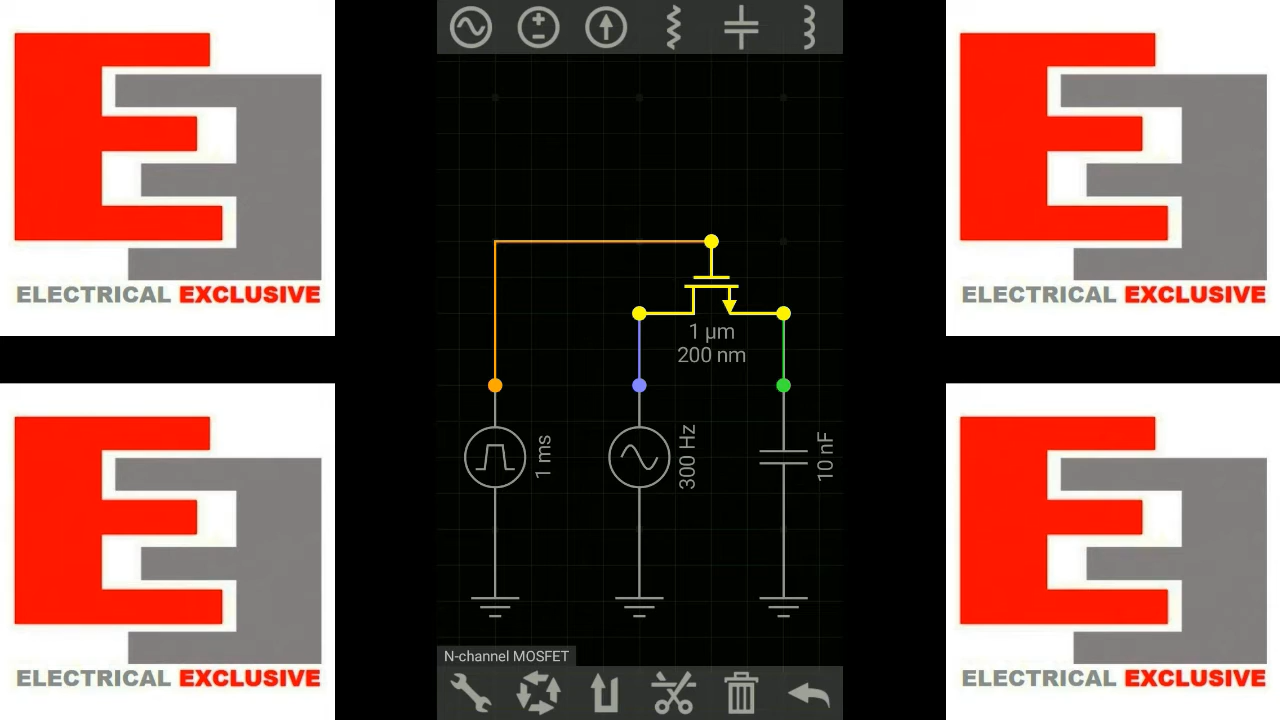 ELECTRICAL EXCLUSIVE
ELECTRICAL EXCLUSIVE
1 µm
200 nm
1 ms
300 Hz
10 nF
N-channel MOSFET
ELECTRICAL EXCLUSIVE
ELECTRICAL EXCLUSIVE